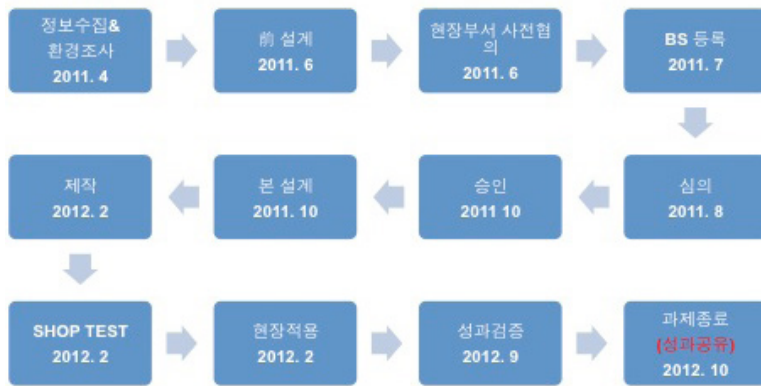 정보수집&
환경조사
2011. 4
前 설계
2011. 6
현장부서 사전협
의
2011. 6
BS 등록
2011. 7
심의
2011. 8
승인
2011 10
본 설계
2011. 10
제작
2012. 2
SHOP TEST
2012. 2
현장적용
2012. 2
성과검증
2012. 9
과제종료
(성과공유)
2012. 10